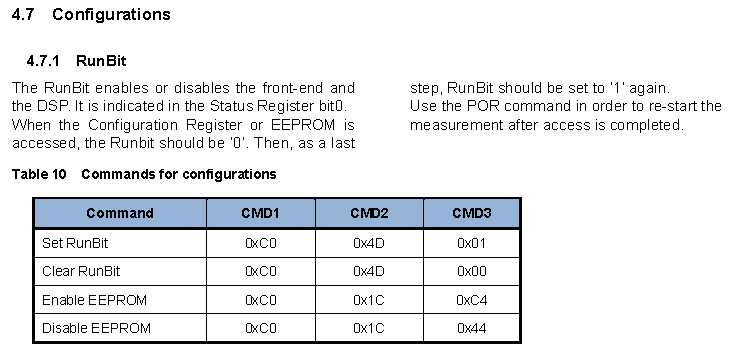 4.7 Configurations
4.7.1 RunBit
The RunBit enables or disables the front-end and
the DSP. It is indicated in the Status Register bit0.
When the Configuration Register or EEPROM is
accessed, the Runbit should be '0'. Then, as a last
step, RunBit should be set to '1' again.
Use the POR command in order to re-start the
measurement after access is completed.
Table 10 Commands for configurations
Command CMD1 CMD2 CMD3
Set RunBit 0xC0 0x4D 0x01
Clear RunBit 0xC0 0x4D 0x00
Enable EEPROM 0xC0 0x1C 0xC4
Disable EEPROM 0xC0 0x1C 0x44